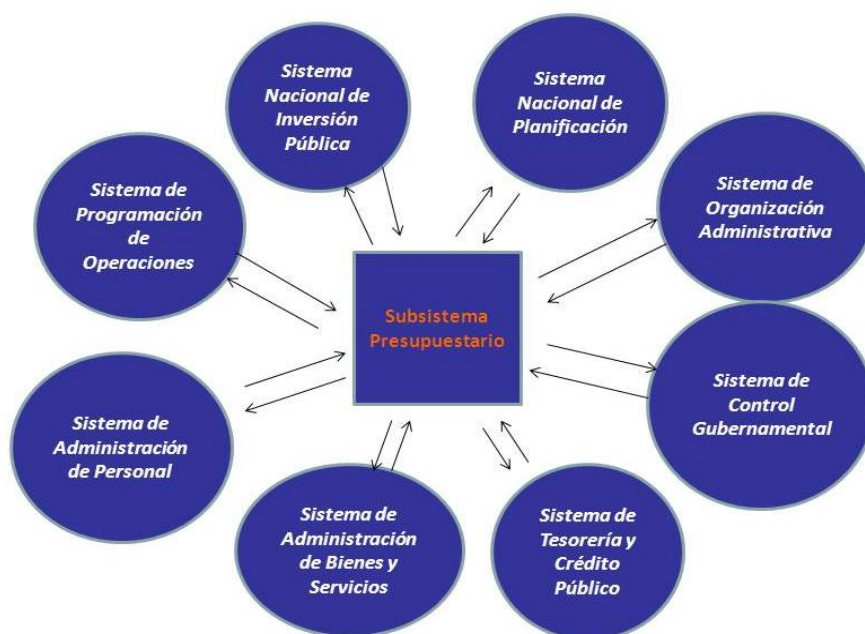 Sistema
Nacional de
Inversión
Pública
Sistema
Nacional de
Planificación
Sistema de
Programación
de
Operaciones
Sistema de
Organización
Administrativa
Subsistema
Presupuestario
Sistema de
Administración
de Personal
Sistema de
Control
Gubernamental
Sistema de
Administración
de Bienes y
Servicios
Sistema de
Tesorería y
Crédito
Público